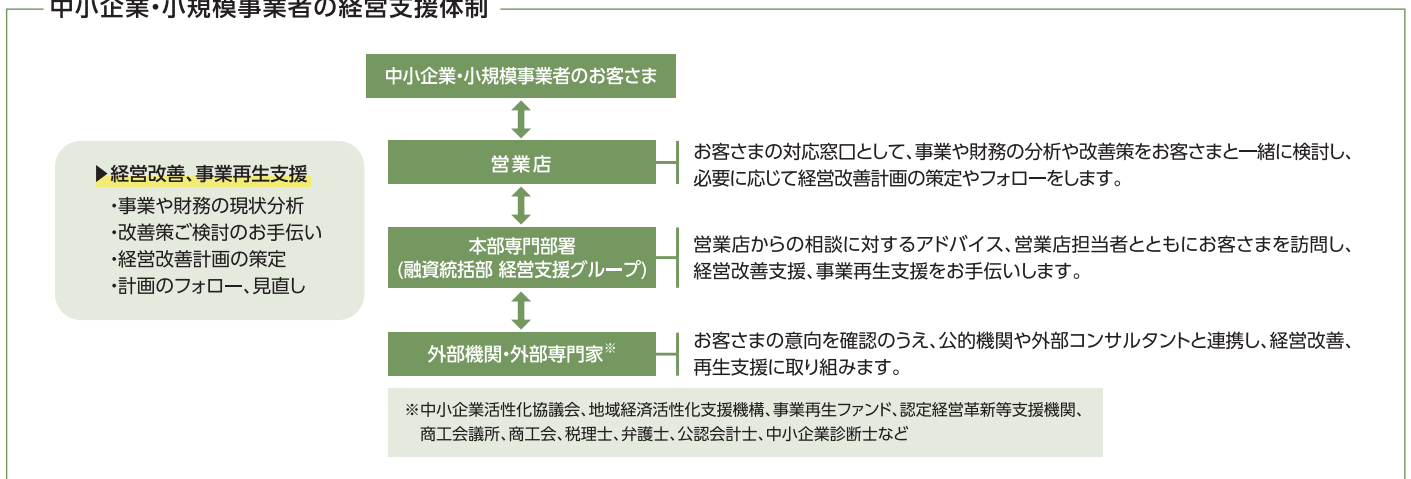 中小企業・小規模事業者の経営支援体制
中小企業・小規模事業者のお客さま
▶経営改善、事業再生支援
・事業や財務の現状分析
・改善策ご検討のお手伝い
・経営改善計画の策定
・計画のフォロー、見直し
営業店
お客さまの対応窓口として、事業や財務の分析や改善策をお客さまと一緒に検討し、
必要に応じて経営改善計画の策定やフォローをします。
本部専門部署
(融資統括部 経営支援グループ)
営業店からの相談に対するアドバイス、営業店担当者とともにお客さまを訪問し、
経営改善支援、事業再生支援をお手伝いします。
外部機関・外部専門家※
お客さまの意向を確認のうえ、公的機関や外部コンサルタントと連携し、経営改善、
再生支援に取り組みます。
※中小企業活性化協議会、地域経済活性化支援機構、事業再生ファンド、認定経営革新等支援機関、
商工会議所、商工会、税理士、弁護士、公認会計士、中小企業診断士など